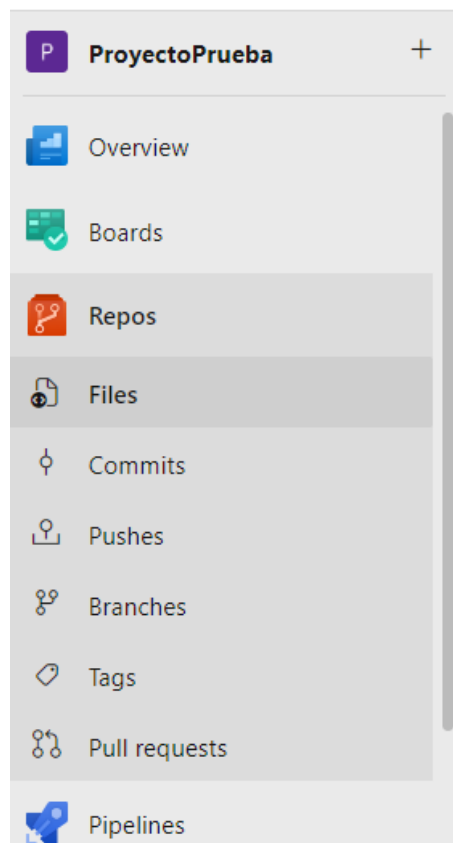 P ProyectoPrueba +
Overview
Boards
Repos
Files
Commits
Pushes
Branches
Tags
Pull requests
Pipelines